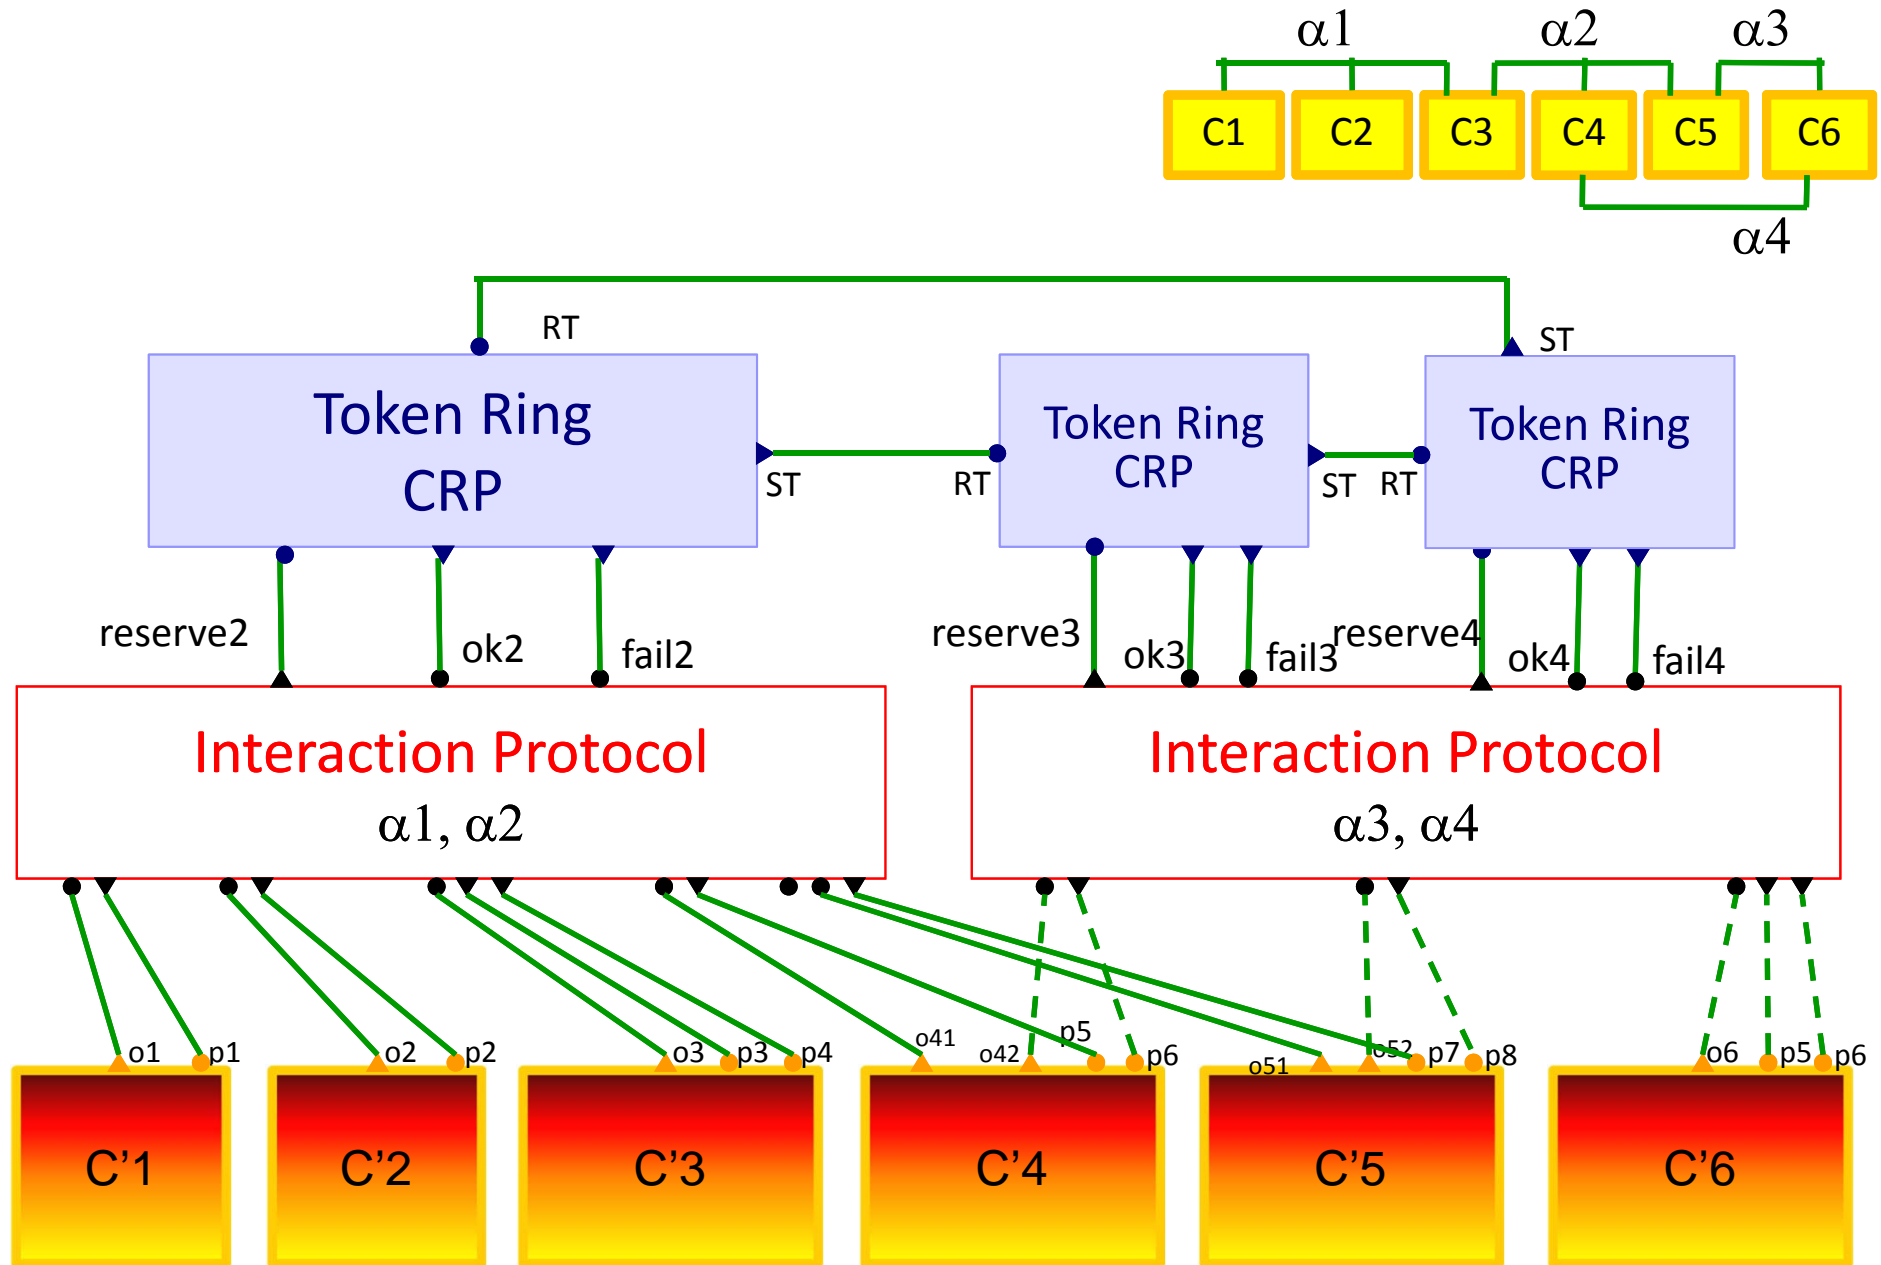 α1
α2
α3
C1
C2
C3
C4
C5
C6
α4
RT
ST
Token Ring
CRP
Token Ring
CRP
Token Ring
CRP
ST
RT
ST
RT
reserve2
ok2
fail2
reserve3
ok3
fail3
reserve4
ok4
fail4
Interaction Protocol
α1, α2
Interaction Protocol
α3, α4
o1
p1
o2
p2
o3
p3
p4
o41
o42
p5
p6
o51
o52
p7
p8
o6
p5
p6
C’1
C’2
C’3
C’4
C’5
C’6